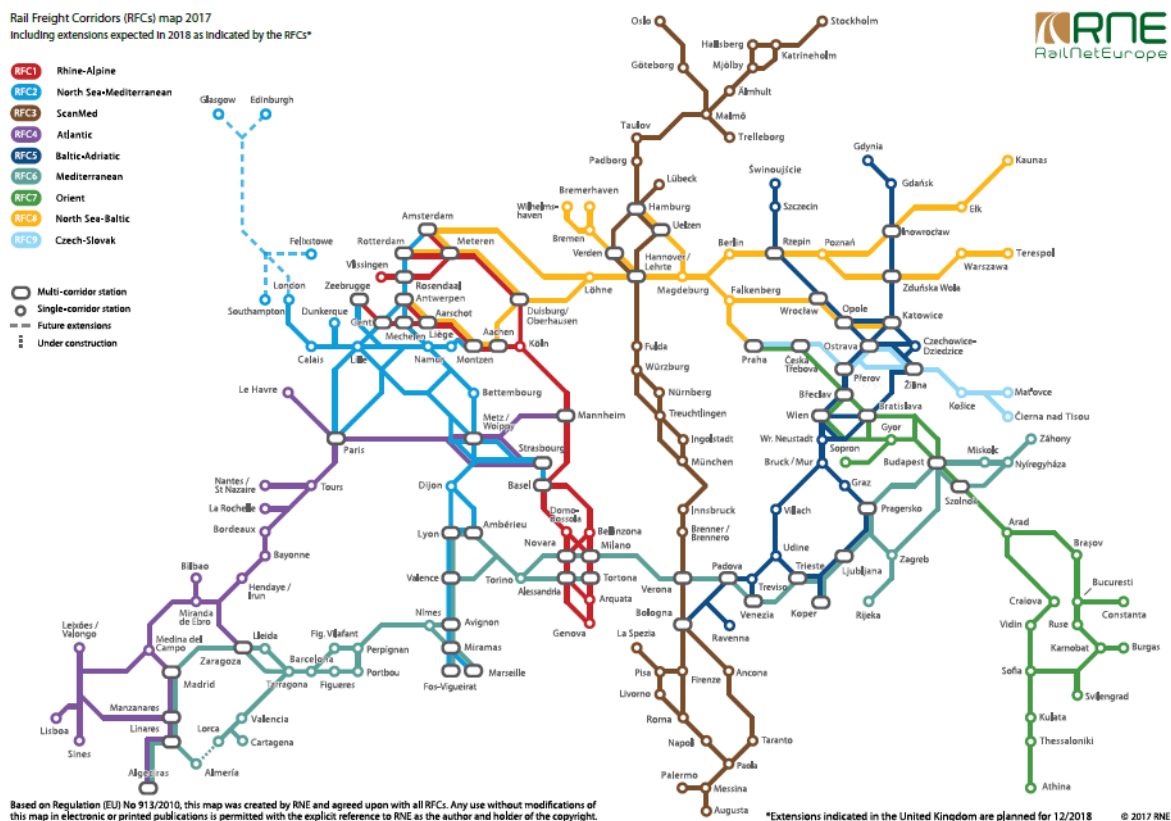 Rail Freight Corridors (RFCs) map 2017
including extensions expected in 2018 as indicated by the RFCs*
RNE
RailNetEurope
RFC1 Rhine-Alpine
RFC2 North Sea-Mediterranean
RFC3 ScanMed
RFC4 Atlantic
RFC5 Baltic-Adriatic
RFC6 Mediterranean
RFC7 Orient
RFC8 North Sea-Baltic
RFC9 Czech-Slovak
Multi-corridor station
Single-corridor station
Future extensions
Under construction
Oslo
Stockholm
Hallsberg
Katrineholm
Göteborg
Mjölby
Älmhult
Malmö
Trelleborg
Taulov
Padborg
Lübeck
Glasgow
Edinburgh
Felixstowe
London
Southampton
Dunkerque
Calais
Lille
Zeebrugge
Gent
Amsterdam
Rotterdam
Meteren
Vlissingen
Rosendaal
Antwerpen
Aarschot
Mechelen
Liège
Aachen
Montzen
Namur
Köln
Duisburg/
Oberhausen
Löhne
Bremerhaven
Wilhelms-
haven
Bremen
Hamburg
Uelzen
Verden
Hannover/
Lehrte
Magdeburg
Berlin
Falkenberg
Świnoujście
Szczecin
Rzepin
Poznań
Gdynia
Gdańsk
Inowrocław
Kaunas
Ełk
Terespol
Warszawa
Zduńska Wola
Wrocław
Opole
Katowice
Czechowice-
Dziedzice
Praha
Česká
Třebova
Ostrava
Přerov
Žilina
Košice
Maťovce
Čierna nad Tisou
Břeclav
Wien
Bratislava
Wr. Neustadt
Sopron
Gyor
Budapest
Miskolc
Záhony
Nyíregyháza
Szolnok
Bruck / Mur
Graz
Villach
Pragersko
Udine
Zagreb
Ljubljana
Trieste
Treviso
Padova
Venezia
Koper
Rijeka
Ravenna
Fulda
Würzburg
Nürnberg
Treuchtlingen
Ingolstadt
München
Innsbruck
Brenner /
Brennero
Verona
Bologna
La Spezia
Pisa
Firenze
Ancona
Livorno
Roma
Napoli
Taranto
Paola
Palermo
Messina
Augusta
Le Havre
Paris
Bettembourg
Metz /
Woippy
Mannheim
Strasbourg
Basel
Dijon
Nantes /
St Nazaire
Tours
La Rochelle
Bordeaux
Bayonne
Hendaye /
Irun
Bilbao
Miranda
de Ebro
Lyon
Ambérieu
Valence
Torino
Domo-
Dossola
Bellinzona
Novara
Milano
Alessandria
Tortona
Arquata
Genova
Nîmes
Avignon
Miramas
Fos-Vigueirat
Marseille
Leixões /
Valongo
Medina del
Campo
Lleida
Zaragoza
Fig. Vilafant
Perpignan
Barcelona
Tarragona
Figueres
Portbou
Madrid
Manzanares
Linares
Lisboa
Sines
Lorca
Valencia
Cartagena
Almería
Algeciras
Arad
Brașov
Bucuresti
Craiova
Constanta
Vidin
Ruse
Karnobat
Burgas
Sofia
Svilengrad
Kulata
Thessaloniki
Athina
Based on Regulation (EU) No 913/2010, this map was created by RNE and agreed upon with all RFCs. Any use without modifications of
this map in electronic or printed publications is permitted with the explicit reference to RNE as the author and holder of the copyright.
*Extensions indicated in the United Kingdom are planned for 12/2018
© 2017 RNE